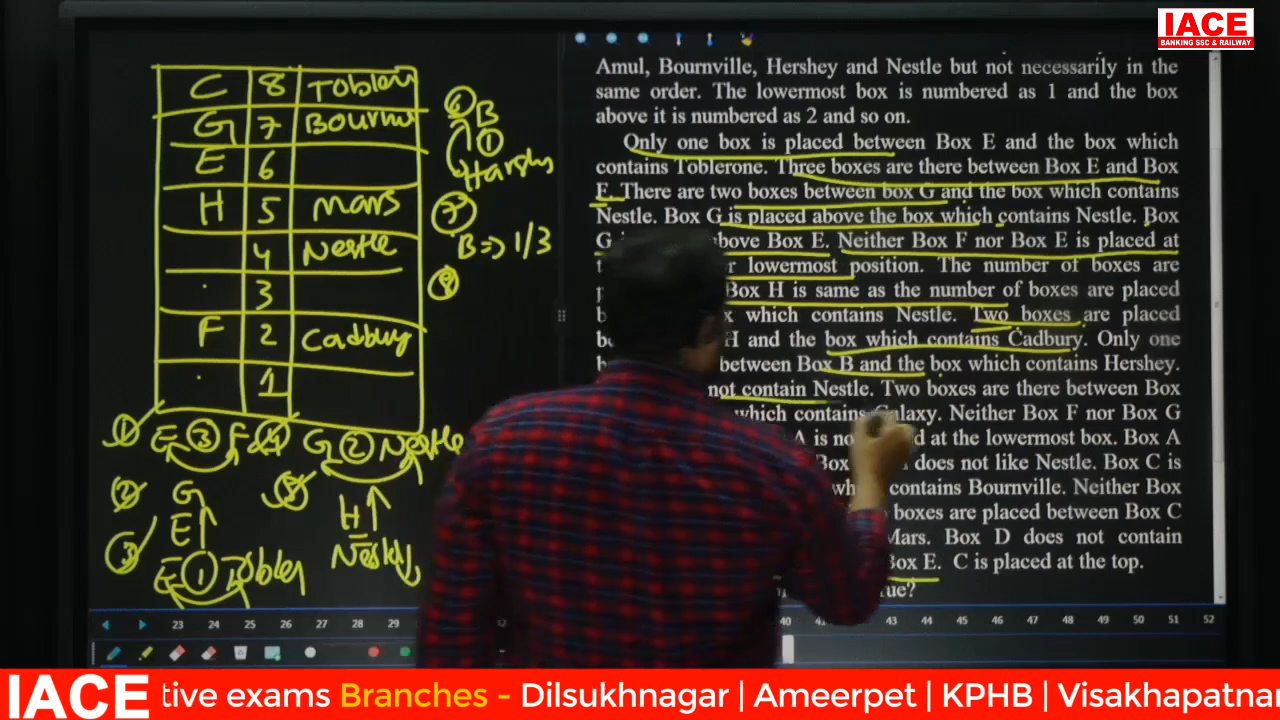 IACE
BANKING SSC & RAILWAY
Amul, Bournville, Hershey and Nestle but not necessarily in the
same order. The lowermost box is numbered as 1 and the box
above it is numbered as 2 and so on.
Only one box is placed between Box E and the box which
contains Toblerone. Three boxes are there between Box E and Box
F. There are two boxes between box G and the box which contains
Nestle. Box G is placed above the box which contains Nestle. Box
G above Box E. Neither Box F nor Box E is placed at
lowermost position. The number of boxes are
Box H is same as the number of boxes are placed
which contains Nestle. Two boxes are placed
H and the box which contains Cadbury. Only one
between Box B and the box which contains Hershey.
not contain Nestle. Two boxes are there between Box
which contains Galaxy. Neither Box F nor Box G
A is at the lowermost box. Box A
Box does not like Nestle. Box C is
contains Bournville. Neither Box
boxes are placed between Box C
Mars. Box D does not contain
Box E. C is placed at the top.
C 8
G 7
E 6
H 5 Mars
4 Nestle
3
F 2 Cadbury
1
6 B
1
7
B => 1/3
8
1 E 3 F 4 G 2 Nestle
2 G 5 H
3 E
E 1
23 24 25 26 27 28 29 40 43 44 45 46 47 48 49 50 51 52
IACE tive exams Branches - Dilsukhnagar | Ameerpet | KPHB | Visakhapatna